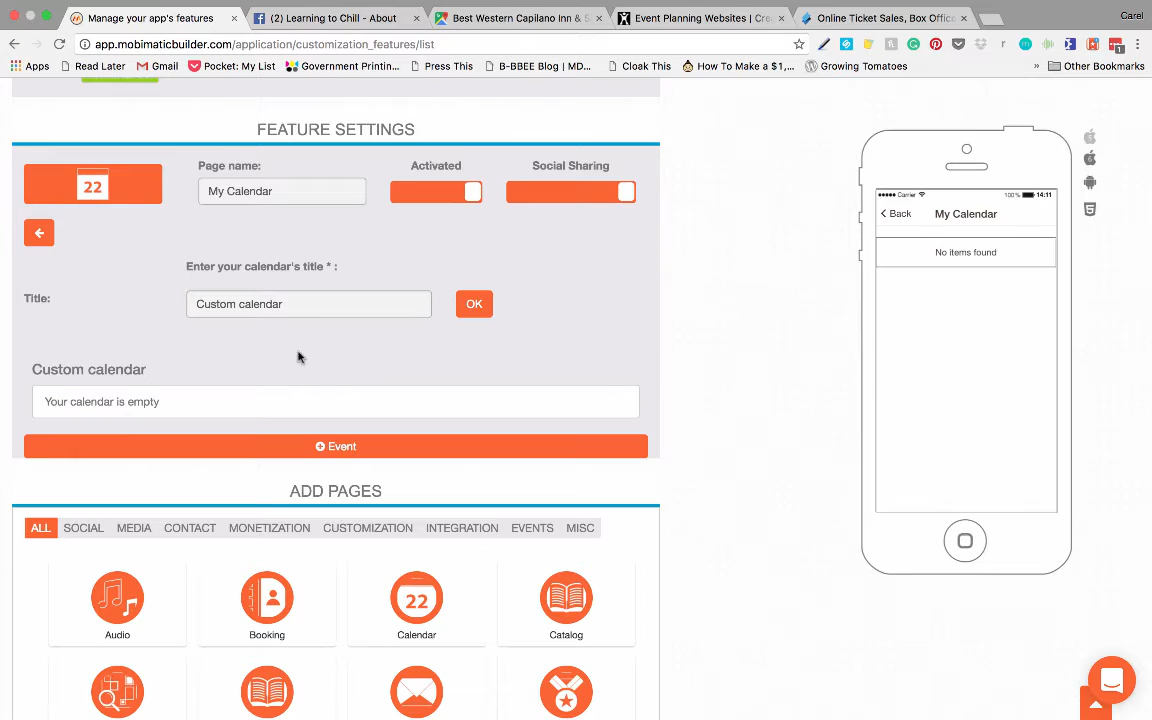 Manage your app's features
(2) Learning to Chill - About
Best Western Capilano Inn & S
Event Planning Websites | Cre
Online Ticket Sales, Box Office
Carel
app.mobimaticbuilder.com/application/customization_features/list
Apps
Read Later
Gmail
Pocket: My List
Government Printin...
Press This
B-BBEE Blog | MD...
Cloak This
How To Make a $1,...
Growing Tomatoes
»
Other Bookmarks
FEATURE SETTINGS
22
Page name:
Activated
Social Sharing
My Calendar
Enter your calendar's title * :
Title:
Custom calendar
OK
Custom calendar
Your calendar is empty
Event
ADD PAGES
ALL
SOCIAL
MEDIA
CONTACT
MONETIZATION
CUSTOMIZATION
INTEGRATION
EVENTS
MISC
22
Audio
Booking
Calendar
Catalog
Carrier
100%
14:11
Back
My Calendar
No items found